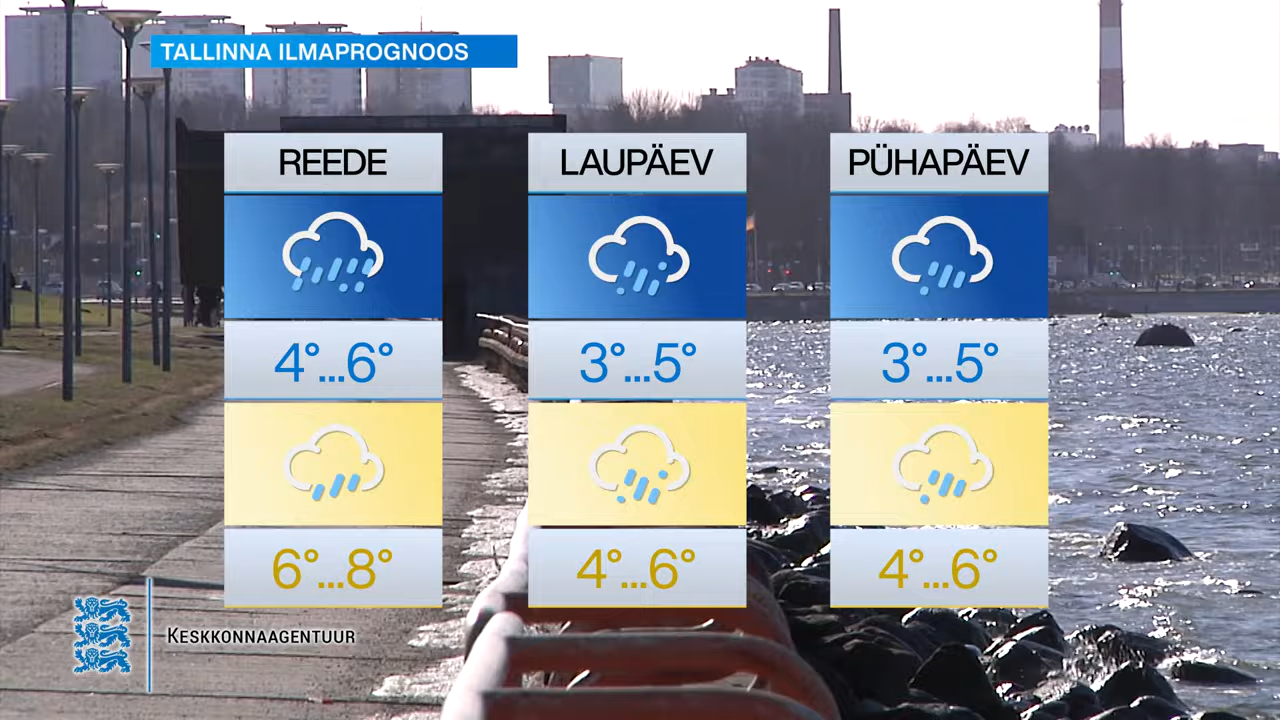 TALLINNA ILMAPROGNOOS
REEDE
4°...6°
6°...8°
LAUPÄEV
3°...5°
4°...6°
PÜHAPÄEV
3°...5°
4°...6°
KESKKONNAAGENTUUR